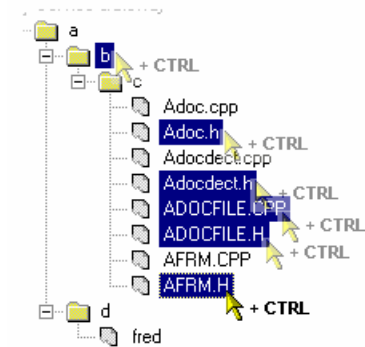 a
b + CTRL
c
Adoc.cpp
Adoc.h + CTRL
Adocdect.cpp
Adocdect.h + CTRL
ADOCFILE.CPP + CTRL
ADOCFILE.H + CTRL
AFRM.CPP
AFRM.H + CTRL
d
fred